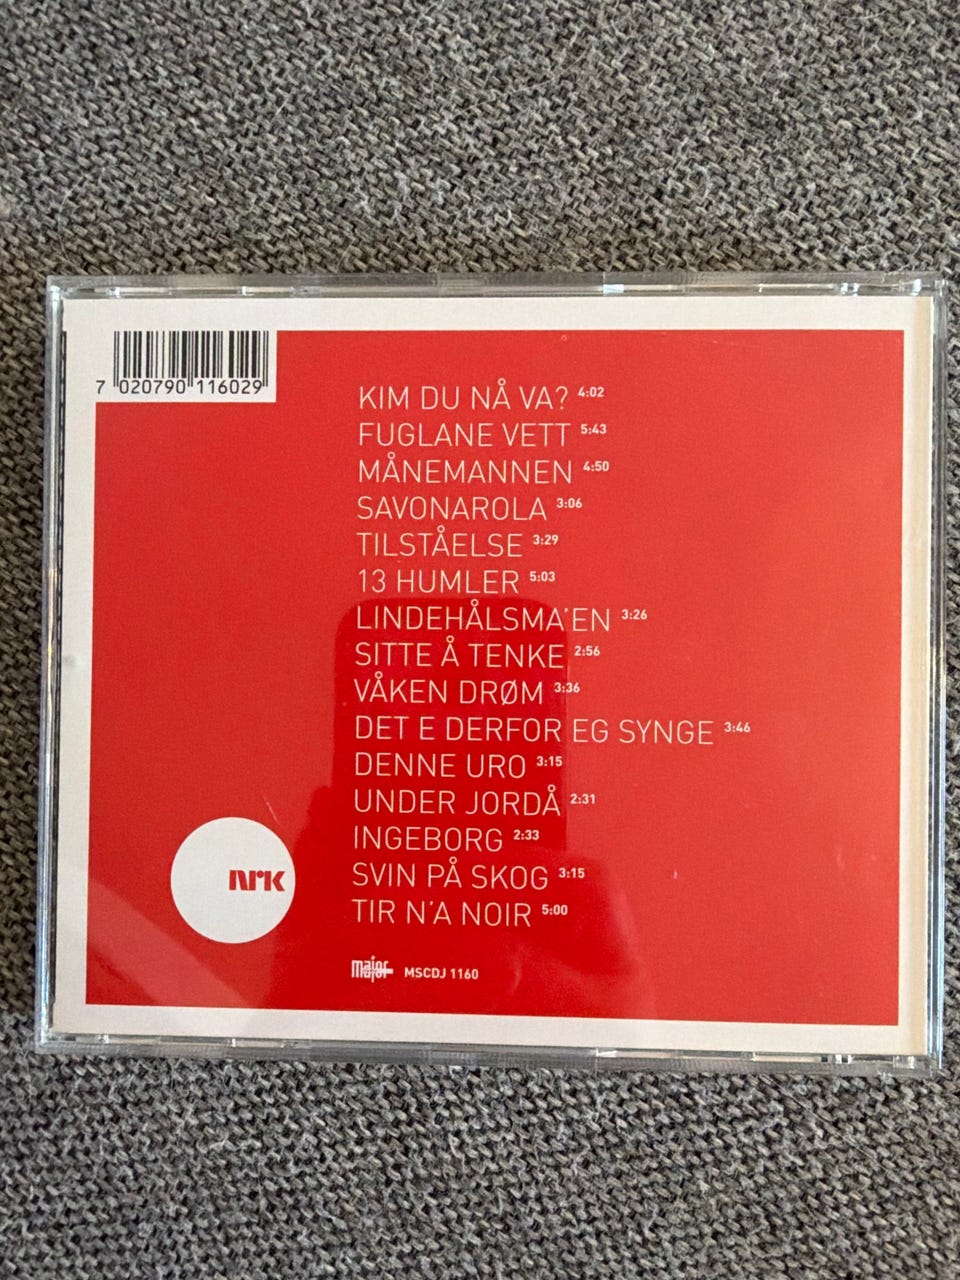 7 020790 116029
KIM DU NÅ VA? 4:02
FUGLANE VETT 5:43
MÅNEMANNEN 4:50
SAVONAROLA 3:06
TILSTÅELSE 3:29
13 HUMLER 5:03
LINDEHÅLSMA'EN 3:26
SITTE Å TENKE 2:56
VÅKEN DRØM 3:36
DET E DERFOR EG SYNGE 3:46
DENNE URO 3:15
UNDER JORDÅ 2:31
INGEBORG 2:33
SVIN PÅ SKOG 3:15
TIR N'A NOIR 5:00
nrk
major
MSCDJ 1160